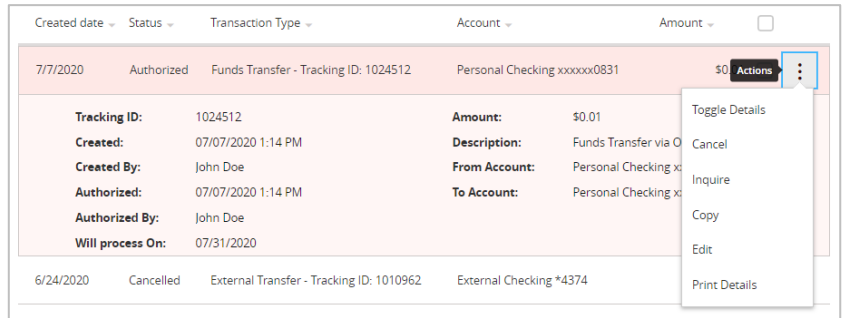 Created date Status Transaction Type Account Amount
7/7/2020 Authorized Funds Transfer - Tracking ID: 1024512 Personal Checking xxxxxx0831 $0. Actions
Toggle Details
Tracking ID: 1024512 Amount: $0.01
Created: 07/07/2020 1:14 PM Description: Funds Transfer via O Cancel
Created By: John Doe From Account: Personal Checking x
Inquire
Authorized: 07/07/2020 1:14 PM To Account: Personal Checking x
Authorized By: John Doe Copy
Will process On: 07/31/2020 Edit
6/24/2020 Cancelled External Transfer - Tracking ID: 1010962 External Checking *4374 Print Details